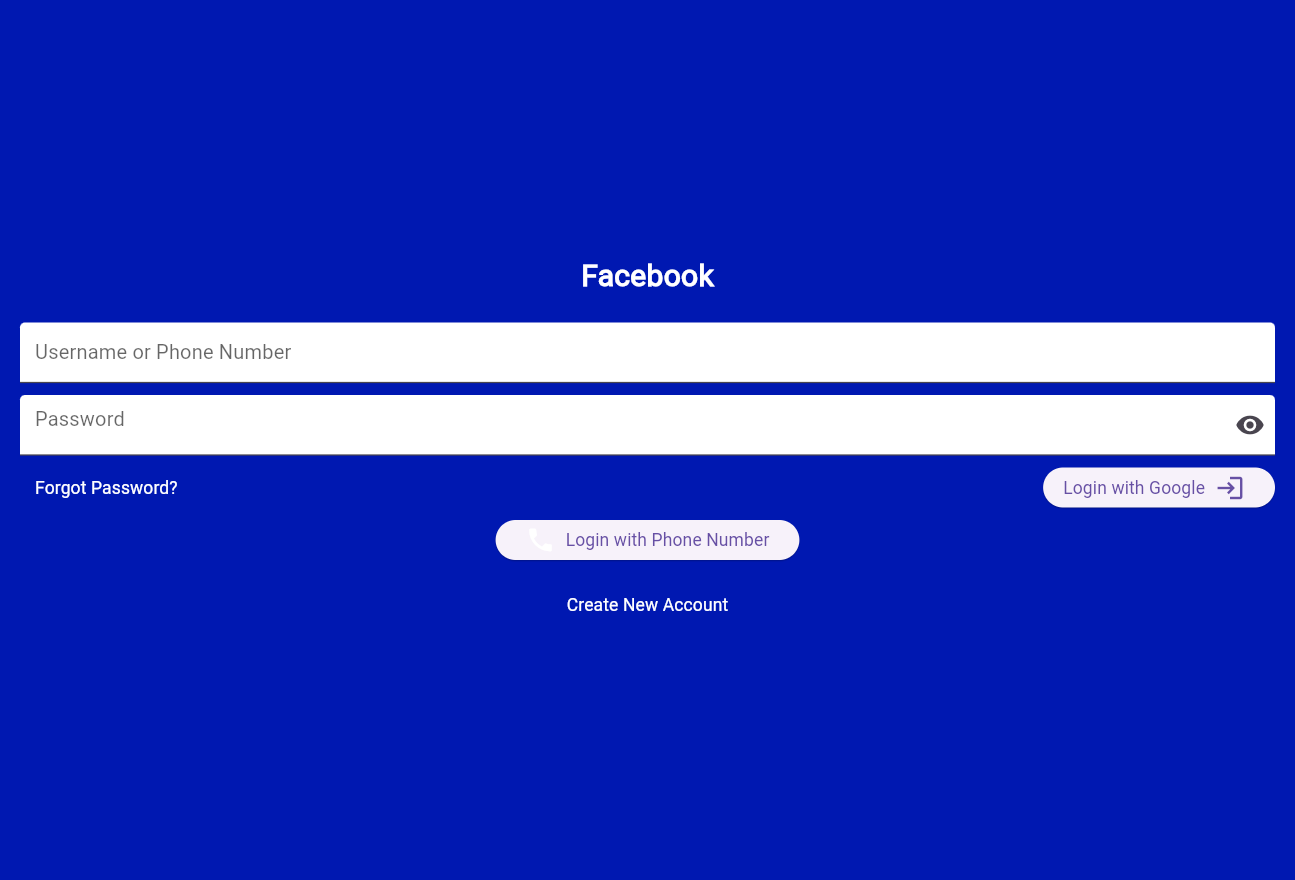 Facebook
Username or Phone Number
Password
Forgot Password?
Login with Google
Login with Phone Number
Create New Account